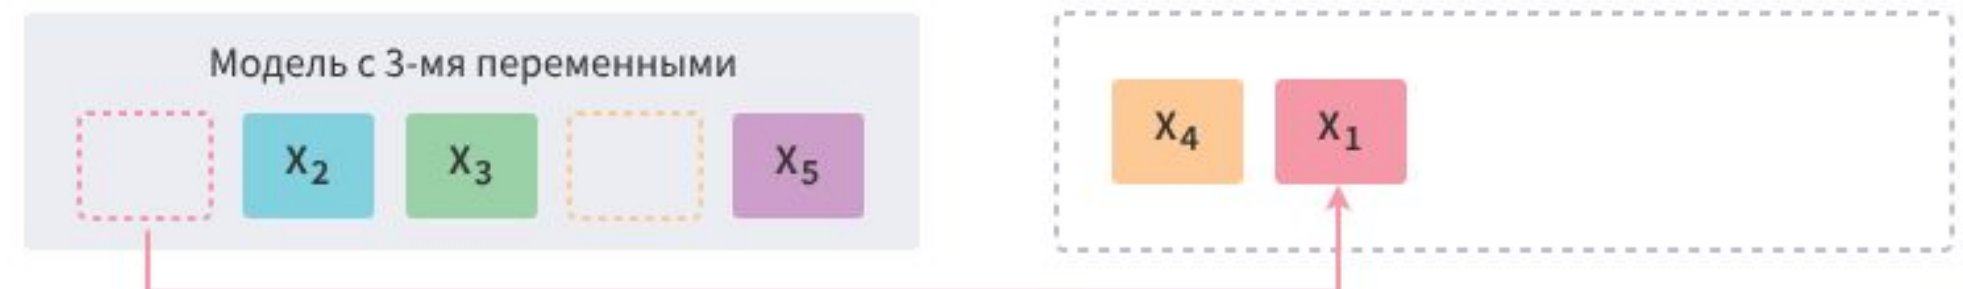 Модель с 3-мя переменными
X₂ X₃ X₅
X₄ X₁